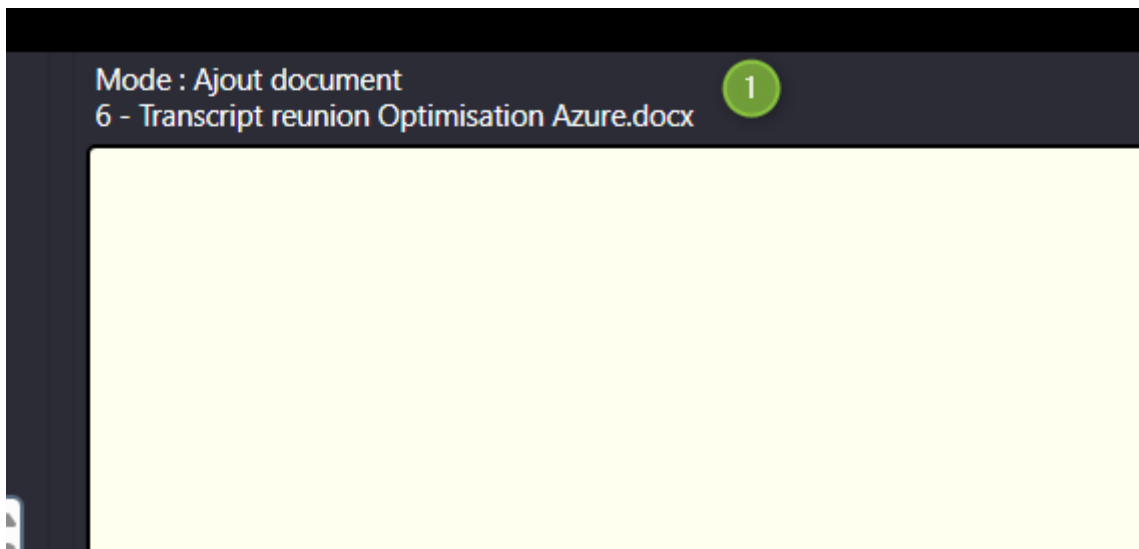 Mode : Ajout document
1
6 - Transcript reunion Optimisation Azure.docx